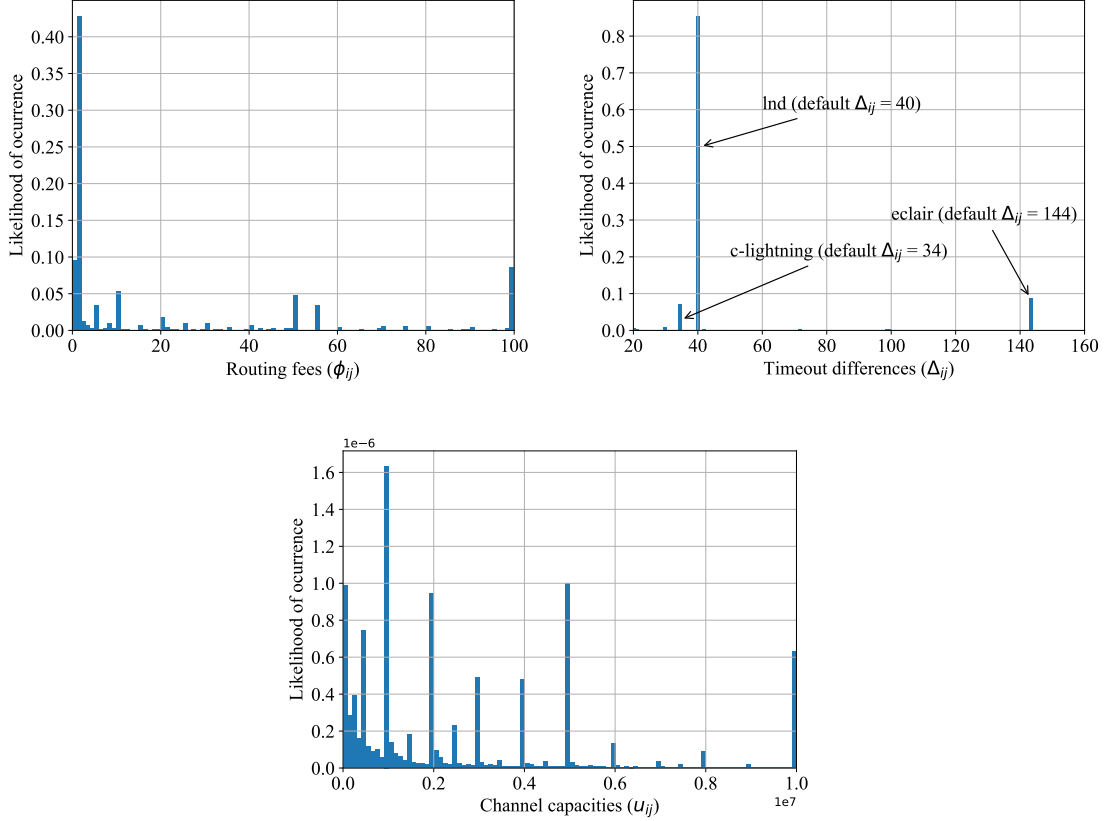 0.40
0.35
0.30
0.25
0.20
0.15
0.10
0.05
0.00
Likelihood of ocurrence
0 20 40 60 80 100
Routing fees (ϕij)
0.8
0.7
0.6
0.5
0.4
0.3
0.2
0.1
0.0
Likelihood of ocurrence
lnd (default Δij = 40)
eclair (default Δij = 144)
c-lightning (default Δij = 34)
20 40 60 80 100 120 140 160
Timeout differences (Δij)
1e−6
1.6
1.4
1.2
1.0
0.8
0.6
0.4
0.2
0.0
Likelihood of ocurrence
0.0 0.2 0.4 0.6 0.8 1.0
Channel capacities (uij)
1e7